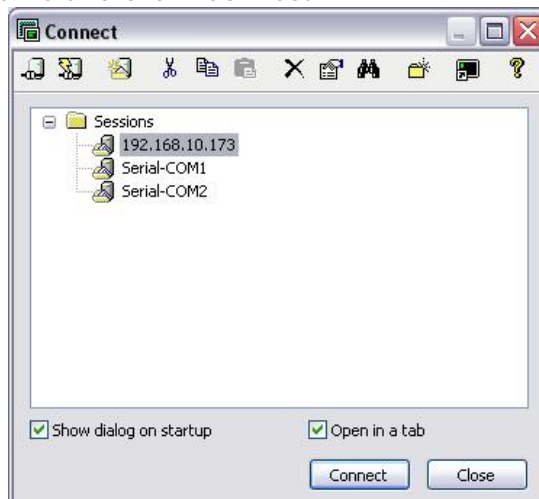 Connect
Sessions
192.168.10.173
Serial-COM1
Serial-COM2
Show dialog on startup
Open in a tab
Connect
Close